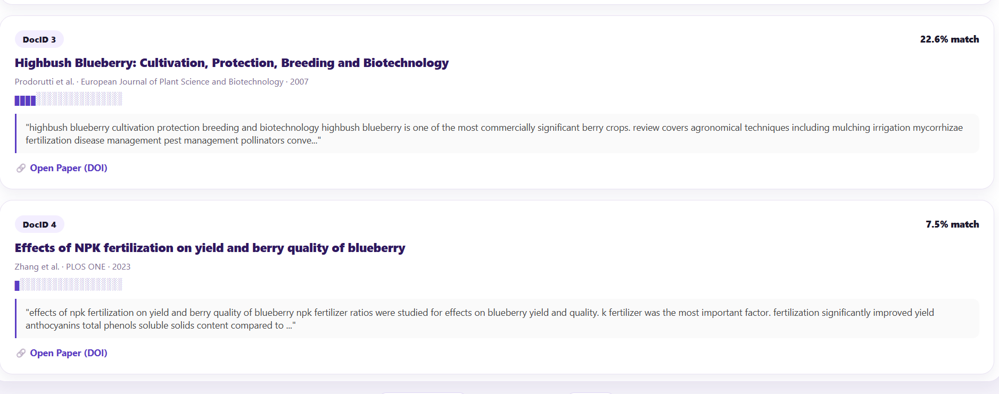 DocID 3
22.6% match
Highbush Blueberry: Cultivation, Protection, Breeding and Biotechnology
Prodorutti et al. · European Journal of Plant Science and Biotechnology · 2007
"highbush blueberry cultivation protection breeding and biotechnology highbush blueberry is one of the most commercially significant berry crops. review covers agronomical techniques including mulching irrigation mycorrhizae
fertilization disease management pest management pollinators conve..."
Open Paper (DOI)
DocID 4
7.5% match
Effects of NPK fertilization on yield and berry quality of blueberry
Zhang et al. · PLOS ONE · 2023
"effects of npk fertilization on yield and berry quality of blueberry npk fertilizer ratios were studied for effects on blueberry yield and quality. k fertilizer was the most important factor. fertilization significantly improved yield
anthocyanins total phenols soluble solids content compared to ..."
Open Paper (DOI)